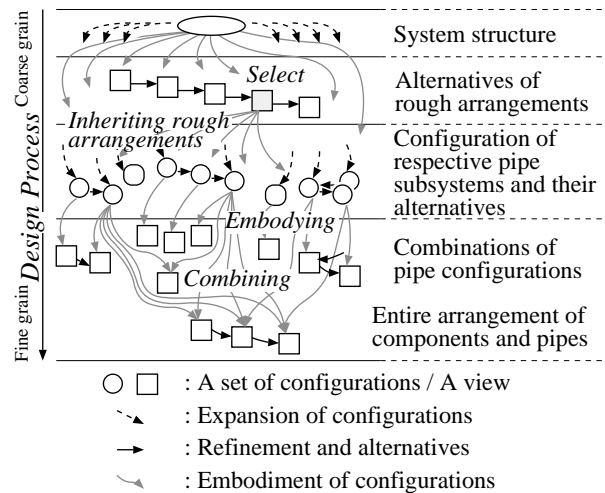 Coarse grain
Design Process
Fine grain
System structure
Select
Alternatives of
rough arrangements
Inheriting rough
arrangements
Configuration of
respective pipe
subsystems and their
alternatives
Embodying
Combining
Combinations of
pipe configurations
Entire arrangement of
components and pipes
: A set of configurations / A view
: Expansion of configurations
: Refinement and alternatives
: Embodiment of configurations